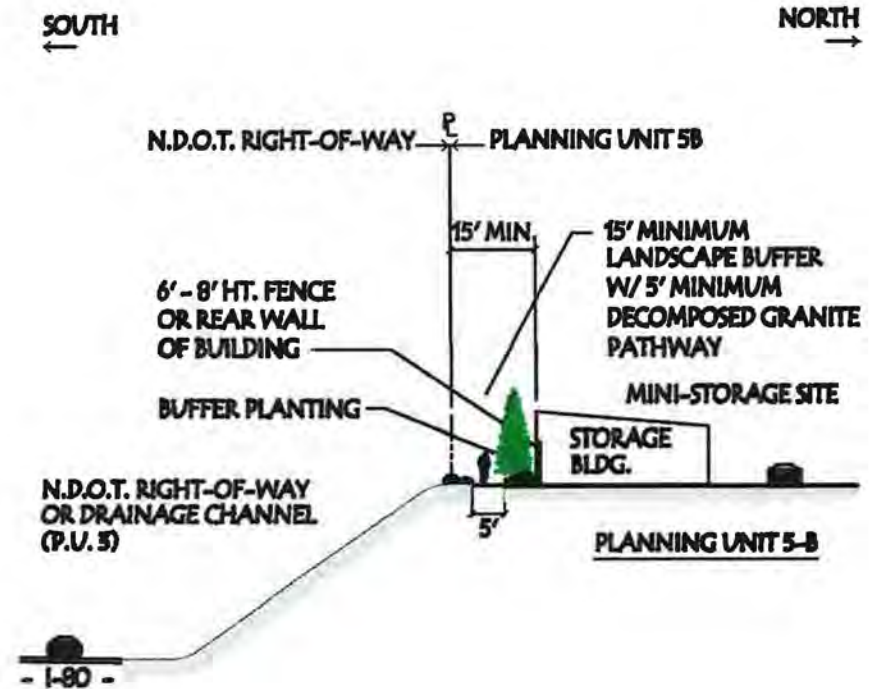 SOUTH
NORTH
PL
N.D.O.T. RIGHT-OF-WAY
PLANNING UNIT 5B
15' MIN.
15' MINIMUM
LANDSCAPE BUFFER
W/ 5' MINIMUM
DECOMPOSED GRANITE
PATHWAY
6' - 8' HT. FENCE
OR REAR WALL
OF BUILDING
BUFFER PLANTING
MINI-STORAGE SITE
STORAGE
BLDG.
N.D.O.T. RIGHT-OF-WAY
OR DRAINAGE CHANNEL
(P.U. 3)
5'
PLANNING UNIT 5-B
- I-80 -